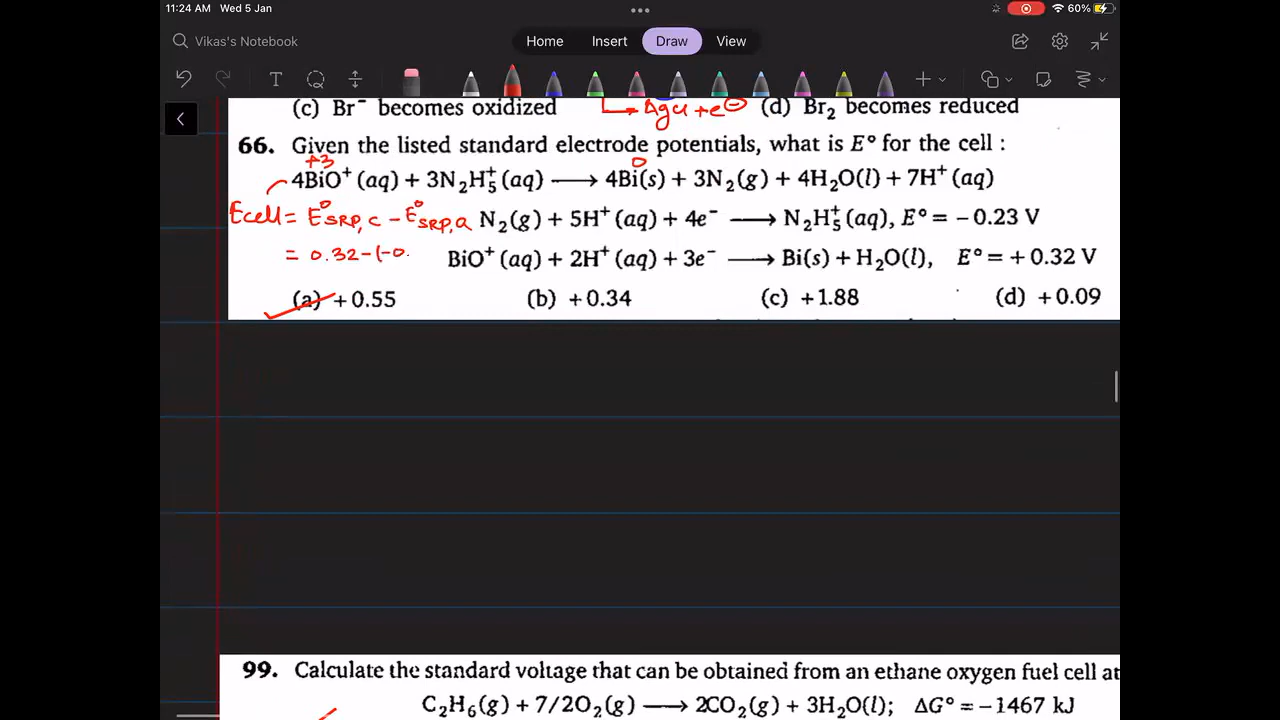 11:24 AM Wed 5 Jan
60%
Vikas's Notebook
Home Insert Draw View
(c) Br⁻ becomes oxidized
→ AgCl + e⊖
(d) Br₂ becomes reduced
66. Given the listed standard electrode potentials, what is E° for the cell :
+3 0
4BiO⁺(aq) + 3N₂H₅⁺(aq) ⟶ 4Bi(s) + 3N₂(g) + 4H₂O(l) + 7H⁺(aq)
Ecell = E°SRP,c − E°SRP,a
N₂(g) + 5H⁺(aq) + 4e⁻ ⟶ N₂H₅⁺(aq), E° = −0.23 V
= 0.32-(-0.
BiO⁺(aq) + 2H⁺(aq) + 3e⁻ ⟶ Bi(s) + H₂O(l), E° = +0.32 V
(a) +0.55 (b) +0.34 (c) +1.88 (d) +0.09
99. Calculate the standard voltage that can be obtained from an ethane oxygen fuel cell at
C₂H₆(g) + 7/2O₂(g) ⟶ 2CO₂(g) + 3H₂O(l); ΔG° = −1467 kJ